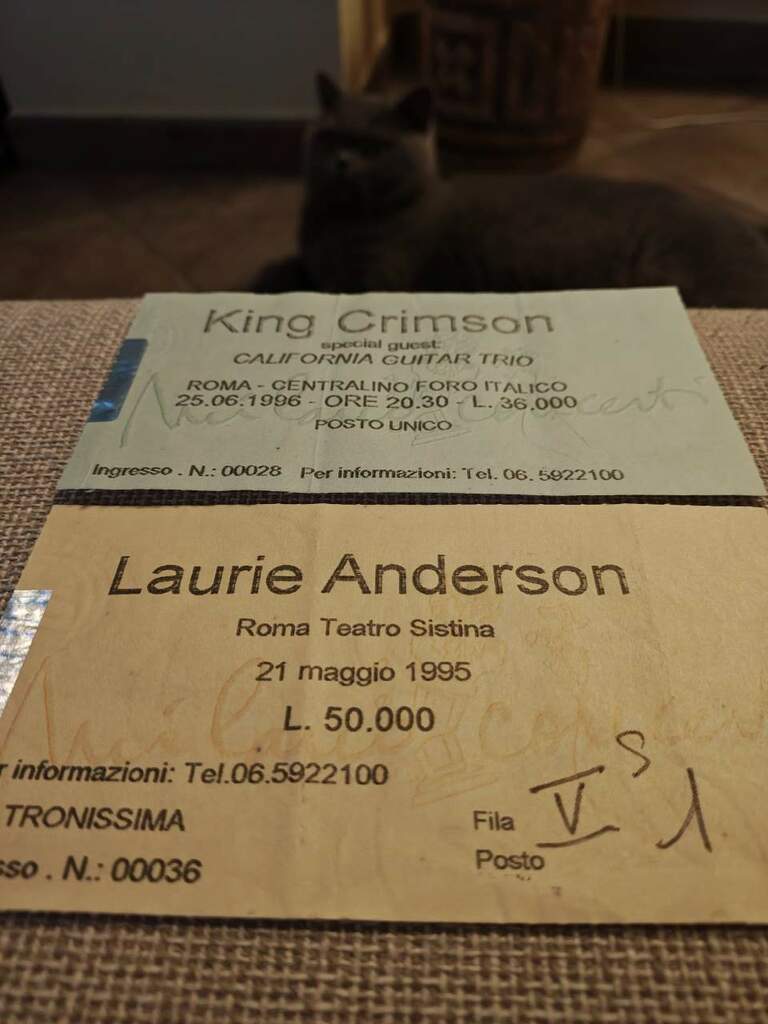 King Crimson
special guest:
CALIFORNIA GUITAR TRIO
ROMA - CENTRALINO FORO ITALICO
25.06.1996 - ORE 20.30 - L. 36.000
POSTO UNICO
Ingresso . N.: 00028 Per informazioni: Tel. 06. 5922100
Laurie Anderson
Roma Teatro Sistina
21 maggio 1995
L. 50.000
r informazioni: Tel.06.5922100
TRONISSIMA
sso . N.: 00036
Fila V S 1
Posto